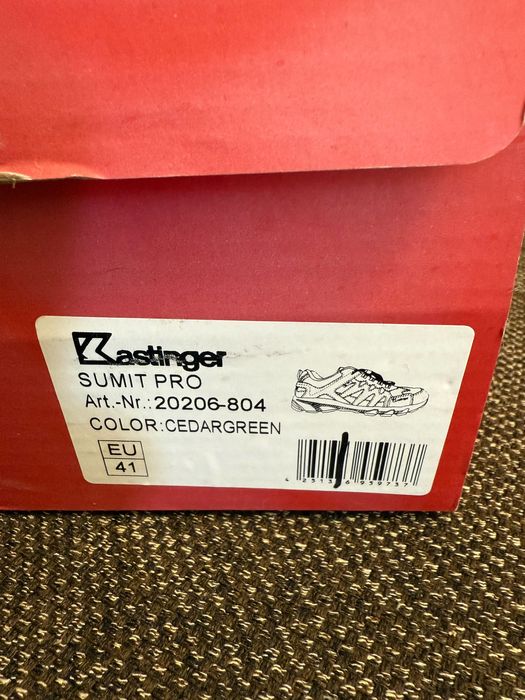 Kastinger
SUMIT PRO
Art.-Nr.:20206-804
COLOR:CEDARGREEN
EU
41